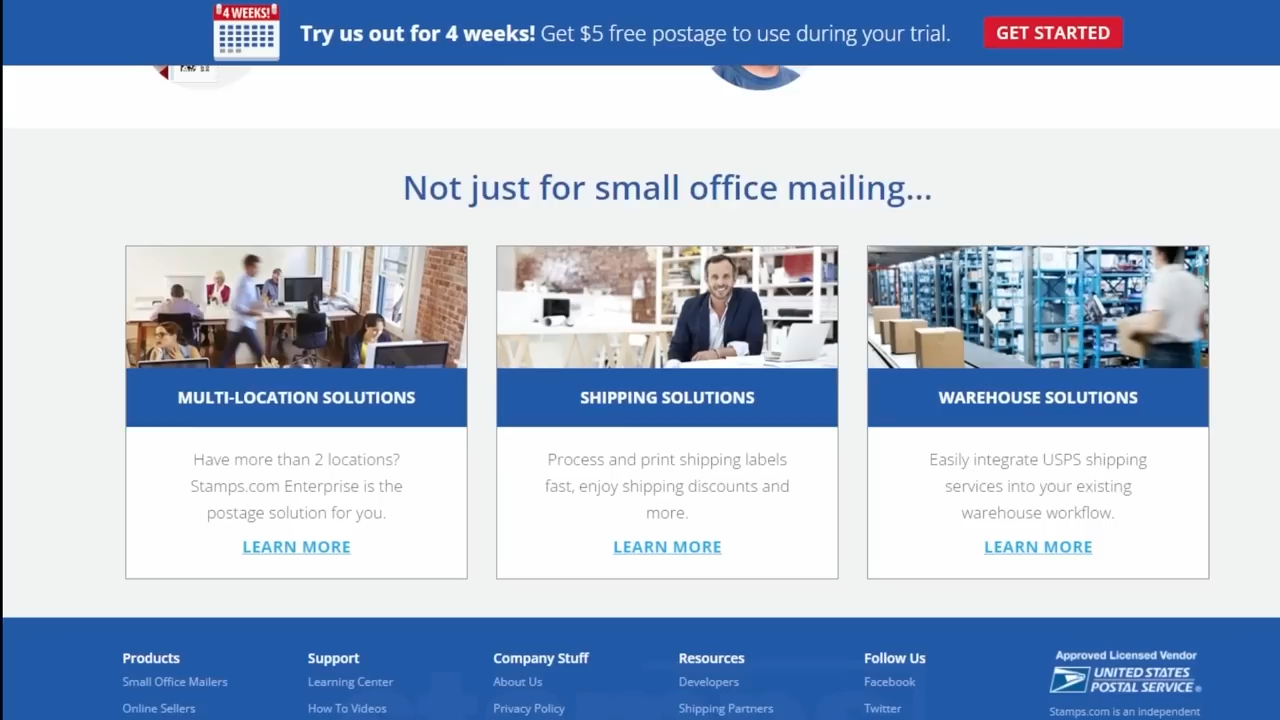 4 WEEKS!
Try us out for 4 weeks! Get $5 free postage to use during your trial.
GET STARTED
Not just for small office mailing...
MULTI-LOCATION SOLUTIONS
Have more than 2 locations?
Stamps.com Enterprise is the
postage solution for you.
LEARN MORE
SHIPPING SOLUTIONS
Process and print shipping labels
fast, enjoy shipping discounts and
more.
LEARN MORE
WAREHOUSE SOLUTIONS
Easily integrate USPS shipping
services into your existing
warehouse workflow.
LEARN MORE
Products
Small Office Mailers
Online Sellers
Support
Learning Center
How To Videos
Company Stuff
About Us
Privacy Policy
Resources
Developers
Shipping Partners
Follow Us
Facebook
Twitter
Approved Licensed Vendor
UNITED STATES
POSTAL SERVICE®
Stamps.com is an independent